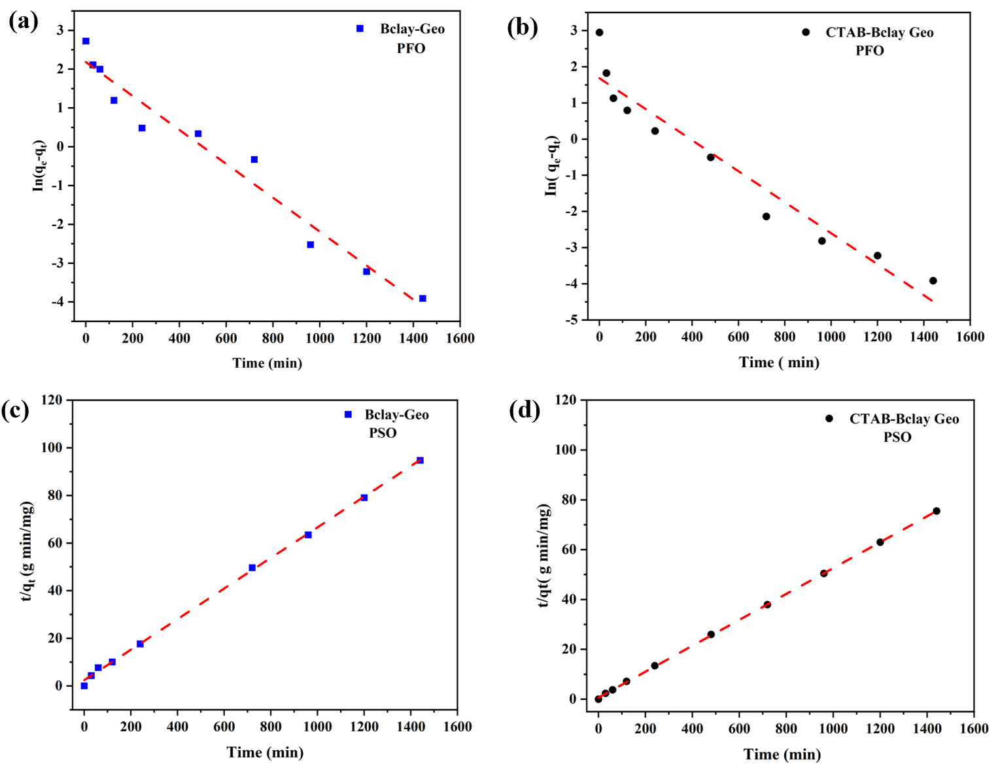 (a)
Bclay-Geo
PFO
3
2
1
0
-1
-2
-3
-4
ln(qe-qt)
0 200 400 600 800 1000 1200 1400 1600
Time (min)
(b)
CTAB-Bclay Geo
PFO
3
2
1
0
-1
-2
-3
-4
-5
ln( qe-qt)
0 200 400 600 800 1000 1200 1400 1600
Time ( min)
(c)
Bclay-Geo
PSO
120
100
80
60
40
20
0
t/qt (g min/mg)
0 200 400 600 800 1000 1200 1400 1600
Time (min)
(d)
CTAB-Bclay Geo
PSO
120
100
80
60
40
20
0
t/qt( g min/mg)
0 200 400 600 800 1000 1200 1400 1600
Time (min)